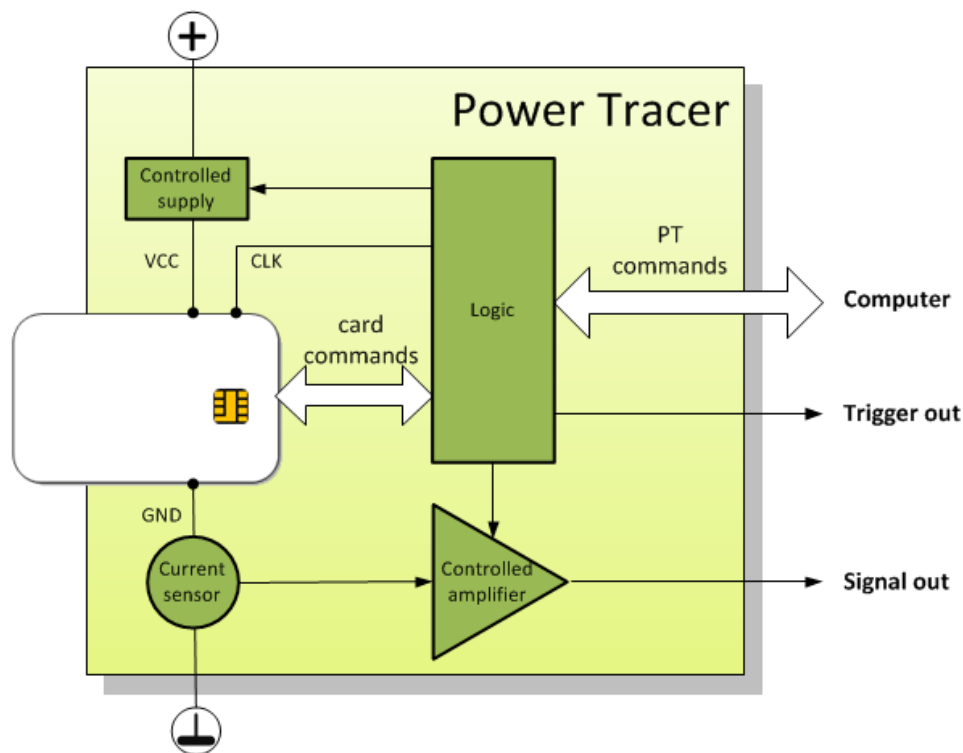 Power Tracer
Controlled
supply
VCC
CLK
PT
commands
Logic
Computer
card
commands
Trigger out
GND
Current
sensor
Controlled
amplifier
Signal out